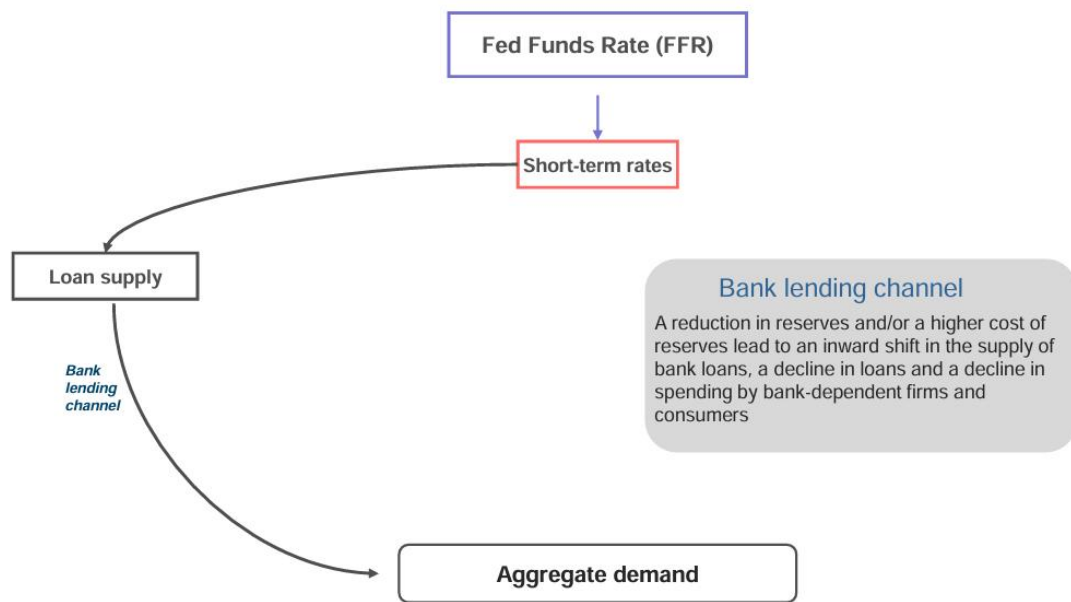 Fed Funds Rate (FFR)
Short-term rates
Loan supply
Bank lending channel
A reduction in reserves and/or a higher cost of
reserves lead to an inward shift in the supply of
bank loans, a decline in loans and a decline in
spending by bank-dependent firms and
consumers
Bank
lending
channel
Aggregate demand